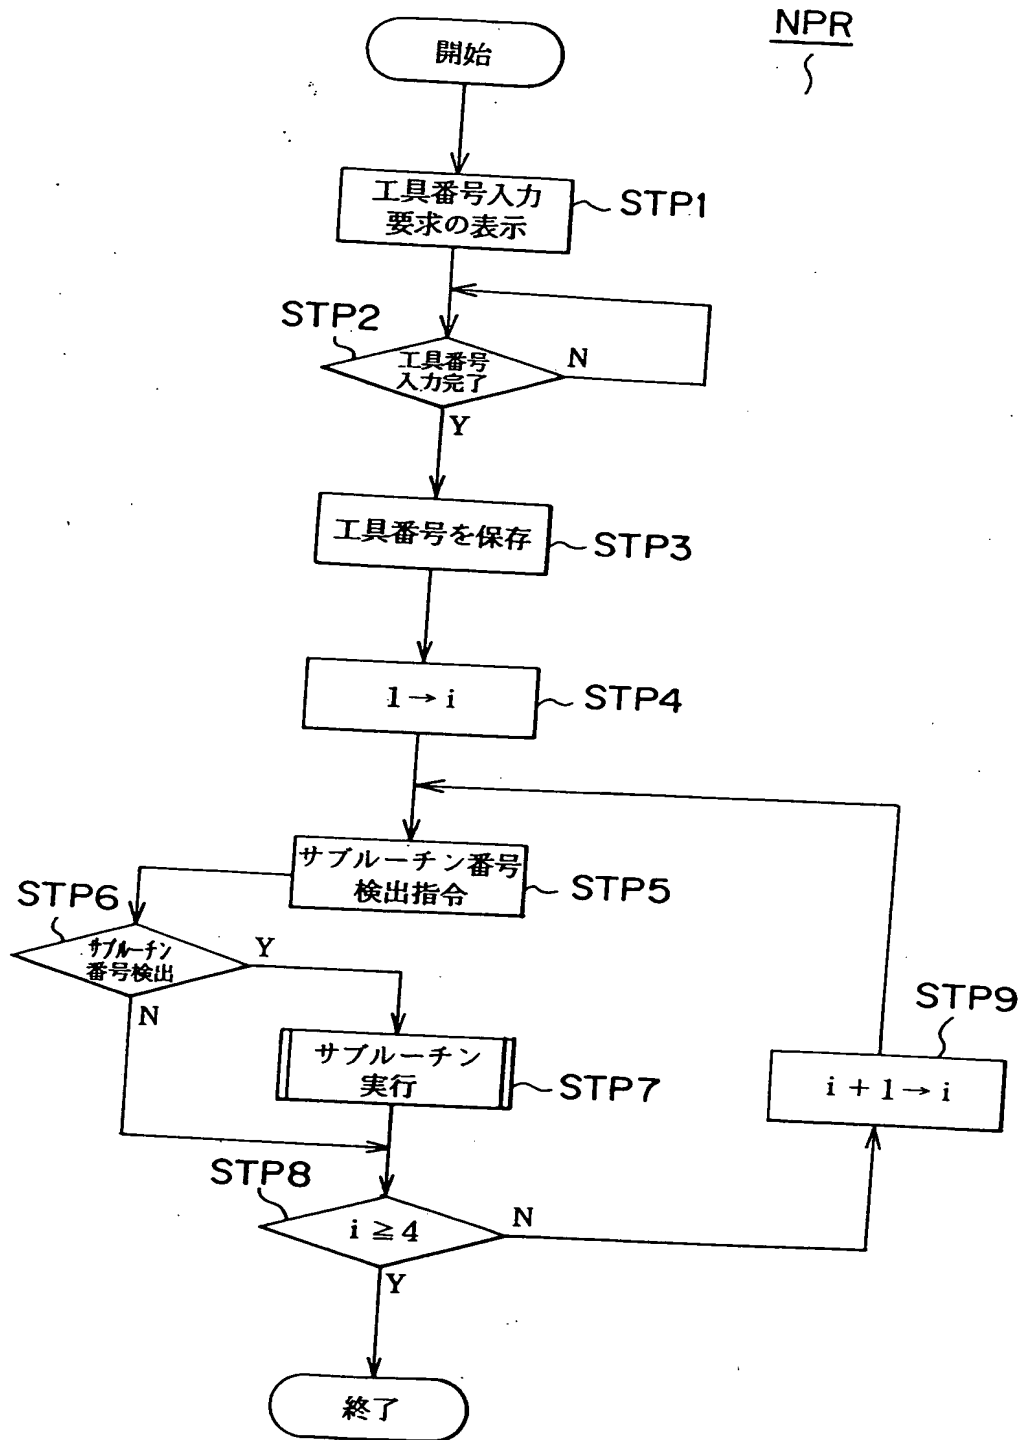 NPR
開始
工具番号入力
要求の表示
STP1
STP2
工具番号
入力完了
N
Y
工具番号を保存
STP3
1→i
STP4
サブルーチン番号
検出指令
STP5
STP6
サブルーチン
番号検出
Y
N
サブルーチン
実行
STP7
STP9
i+1→i
STP8
i≧4
N
Y
終了